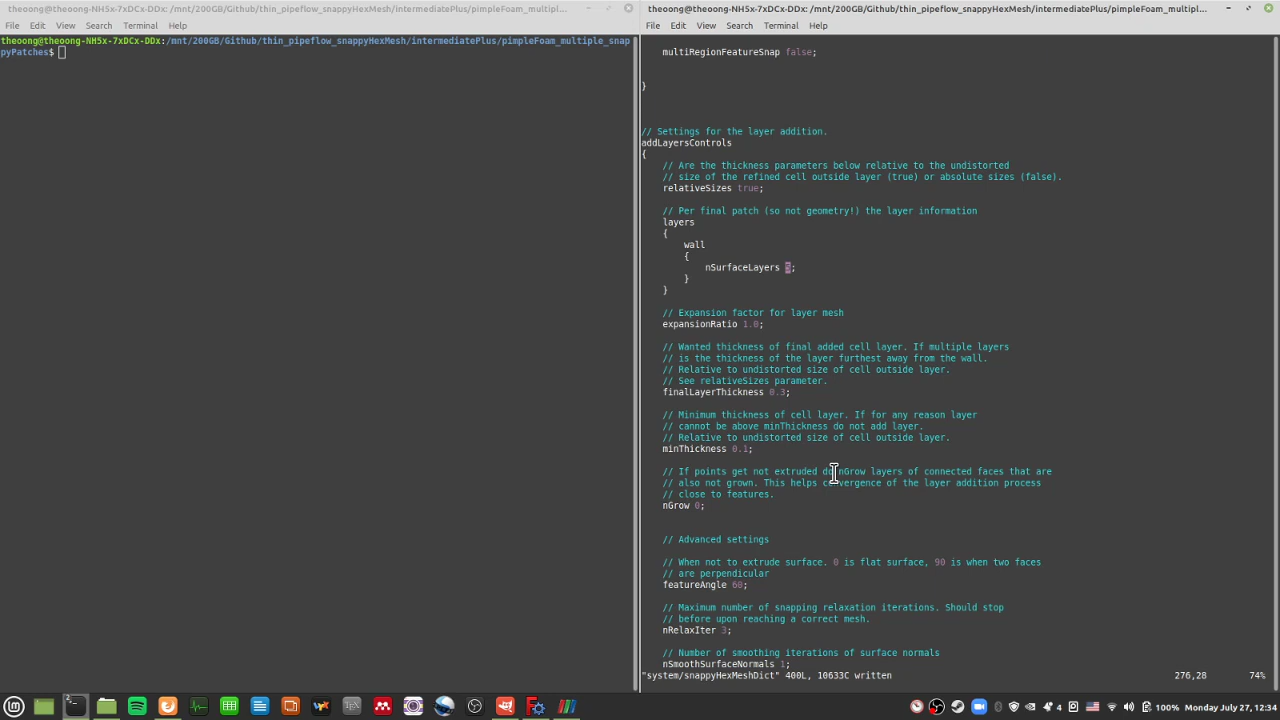 theoong@theoong-NH5x-7xDCx-DDx: /mnt/200GB/Github/thin_pipeflow_snappyHexMesh/intermediatePlus/pimpleFoam_multipl...
File Edit View Search Terminal Help
theoong@theoong-NH5x-7xDCx-DDx:/mnt/200GB/Github/thin_pipeflow_snappyHexMesh/intermediatePlus/pimpleFoam_multiple_snap
pyPatches$
theoong@theoong-NH5x-7xDCx-DDx: /mnt/200GB/Github/thin_pipeflow_snappyHexMesh/intermediatePlus/pimpleFoam_multipl...
File Edit View Search Terminal Help
multiRegionFeatureSnap false;
}
// Settings for the layer addition.
addLayersControls
{
// Are the thickness parameters below relative to the undistorted
// size of the refined cell outside layer (true) or absolute sizes (false).
relativeSizes true;
// Per final patch (so not geometry!) the layer information
layers
{
wall
{
nSurfaceLayers ;
}
}
// Expansion factor for layer mesh
expansionRatio 1.0;
// Wanted thickness of final added cell layer. If multiple layers
// is the thickness of the layer furthest away from the wall.
// Relative to undistorted size of cell outside layer.
// See relativeSizes parameter.
finalLayerThickness 0.3;
// Minimum thickness of cell layer. If for any reason layer
// cannot be above minThickness do not add layer.
// Relative to undistorted size of cell outside layer.
minThickness 0.1;
// If points get not extruded do nGrow layers of connected faces that are
// also not grown. This helps convergence of the layer addition process
// close to features.
nGrow 0;
// Advanced settings
// When not to extrude surface. 0 is flat surface, 90 is when two faces
// are perpendicular
featureAngle 60;
// Maximum number of snapping relaxation iterations. Should stop
// before upon reaching a correct mesh.
nRelaxIter 3;
// Number of smoothing iterations of surface normals
nSmoothSurfaceNormals 1;
"system/snappyHexMeshDict" 400L, 10633C written 276,28 74%
4 100% Monday July 27, 12:34